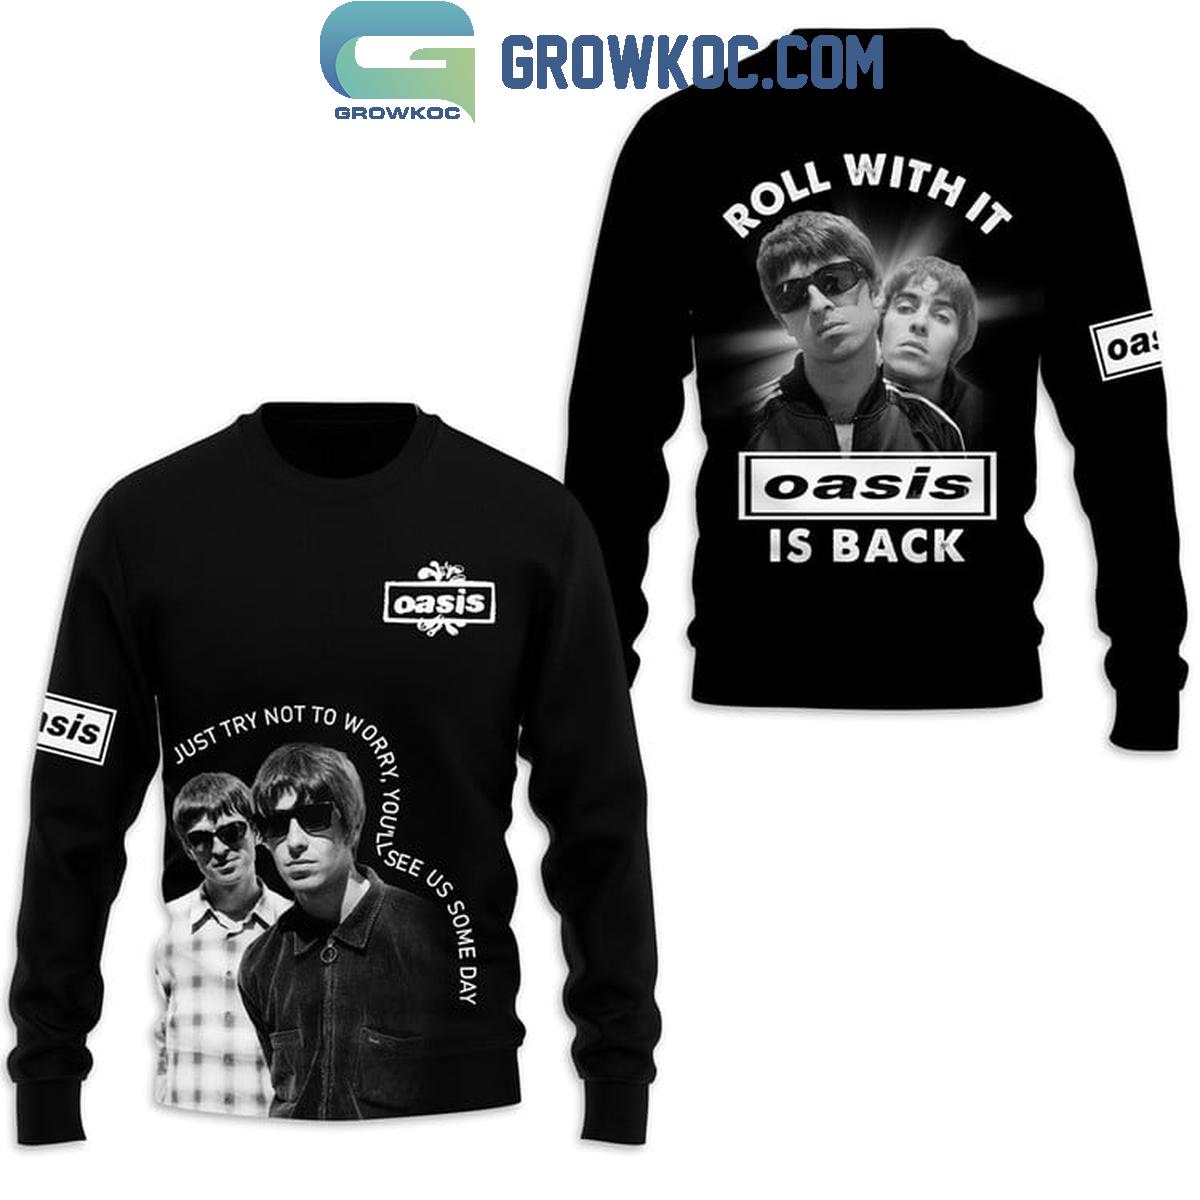 GROWKOC
GROWKOC.COM
ROLL WITH IT
oasis
IS BACK
oas
oasis
asis
JUST TRY NOT TO WORRY, YOU'LL SEE US SOME DAY